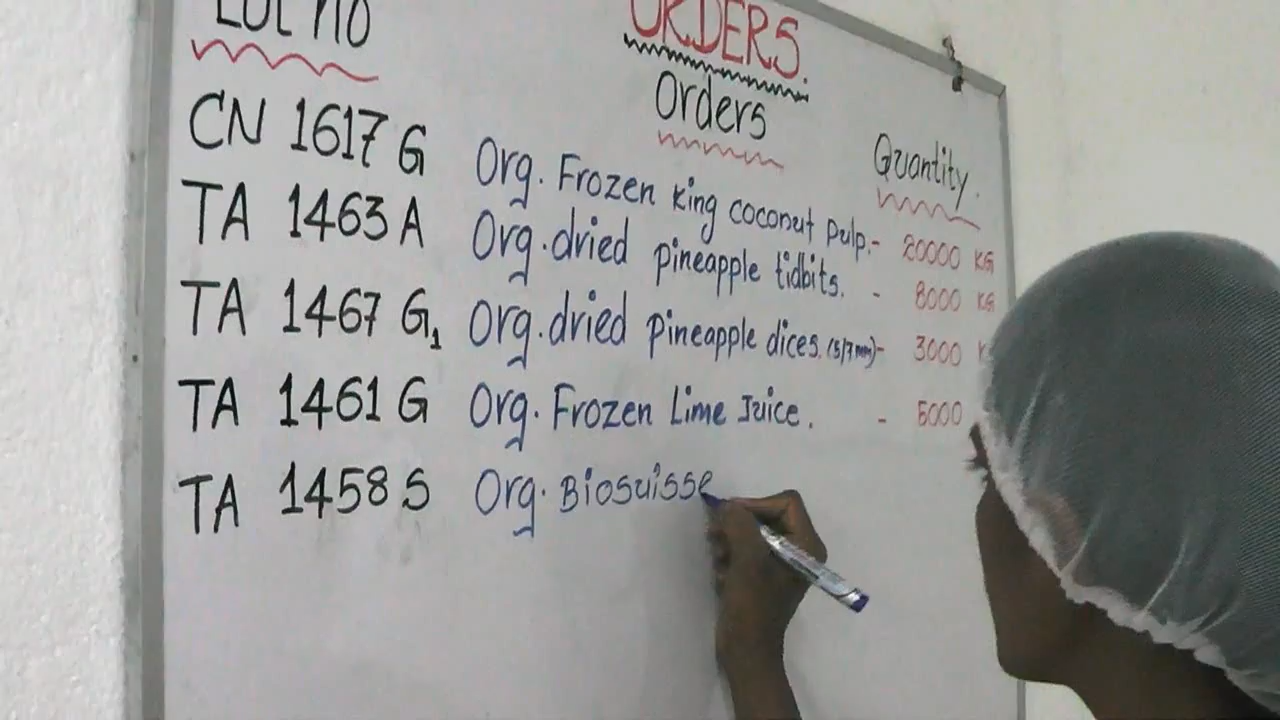 Lot no
ORDERS.
Orders
Quantity.
CN 1617 G Org. Frozen King coconut pulp. - 20000 KG
TA 1463 A Org. dried pineapple tidbits. - 8000 KG
TA 1467 G1 Org. dried pineapple dices. (5/7mm) - 3000 K
TA 1461 G Org. Frozen Lime Juice. - 5000
TA 1458 S Org. Biosuisse